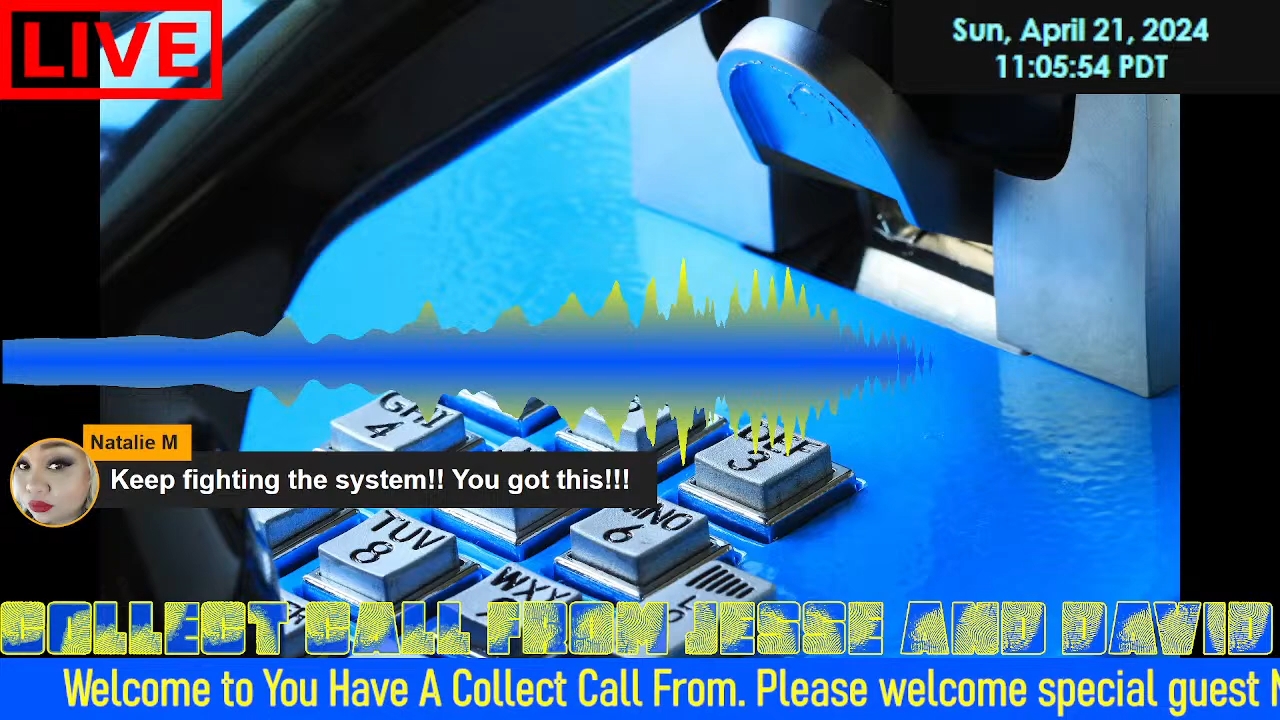 LIVE
Sun, April 21, 2024
11:05:54 PDT
GHI
4
3
Natalie M
Keep fighting the system!! You got this!!!
MNO
6
TUV
8
WXY
COLLECT CALL FROM JESSE AND DAVID
Welcome to You Have A Collect Call From. Please welcome special guest